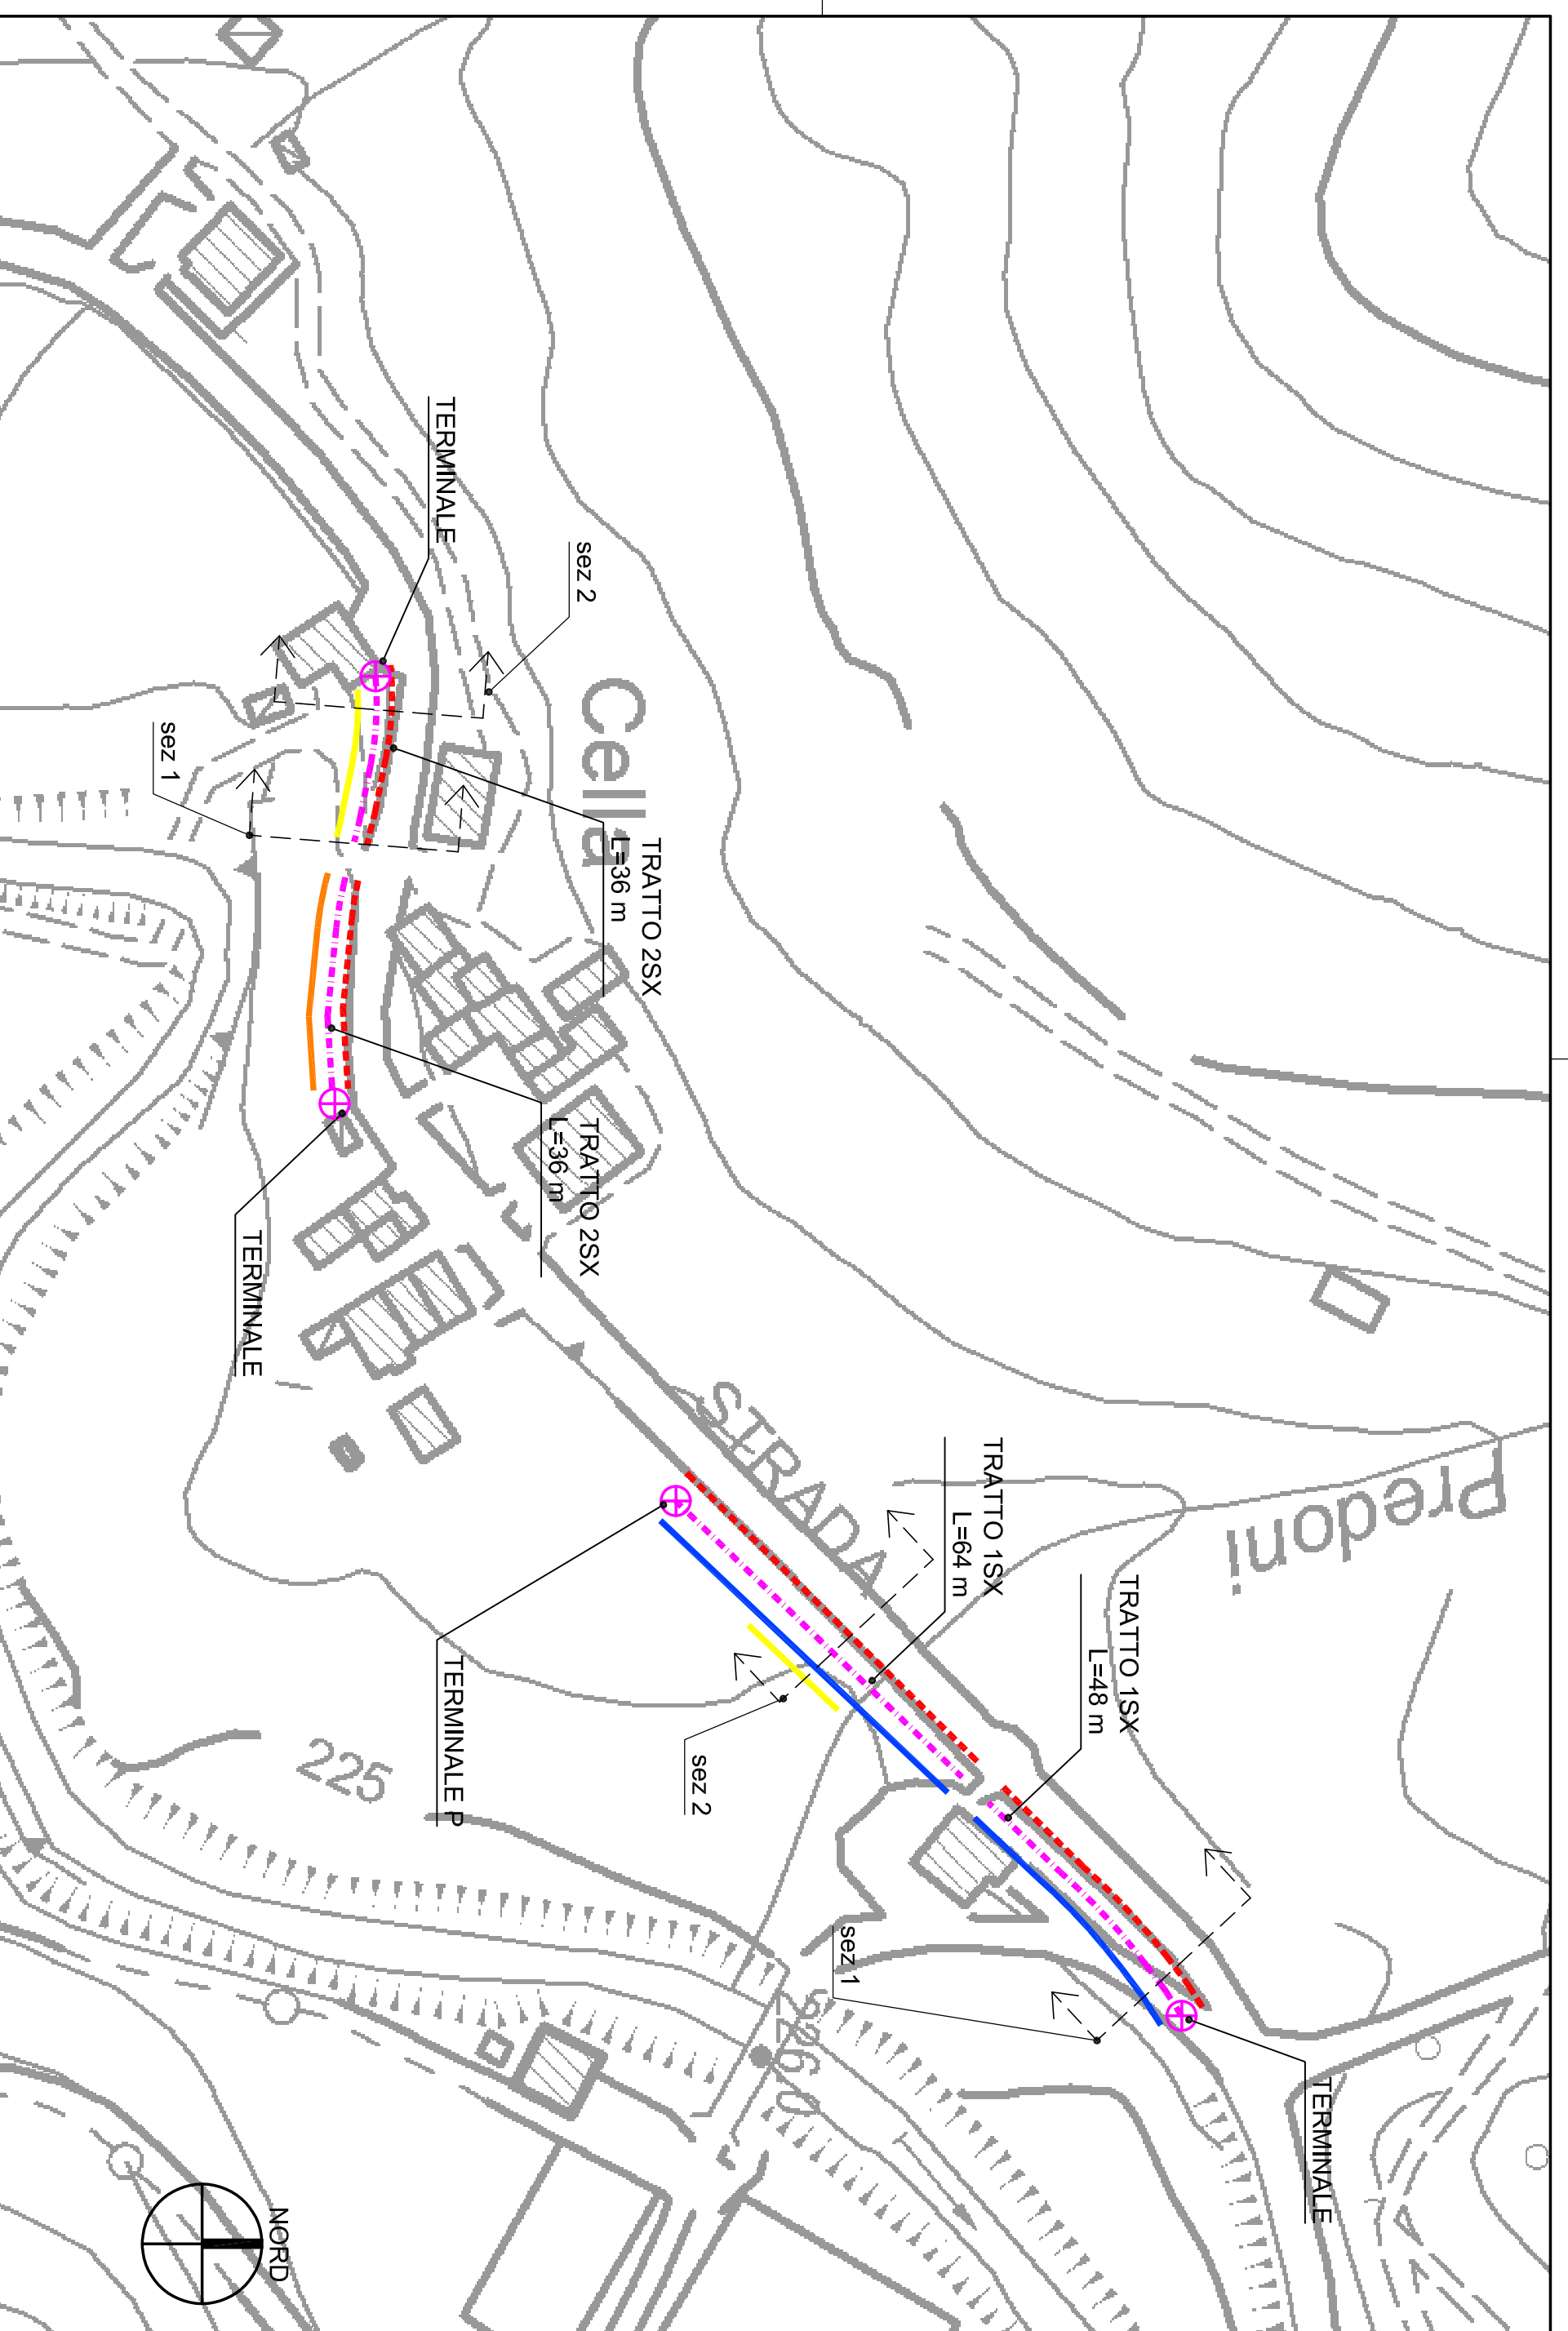 TERMINALE
sez 2
Cella
sez 1
TRATTO 2SX
L=36 m
TRATTO 2SX
L=36 m
TERMINALE
STRADA
Predoni
TRATTO 1SX
L=64 m
TRATTO 1SX
L=48 m
TERMINALE P
sez 2
225
sez 1
TERMINALE
NORD